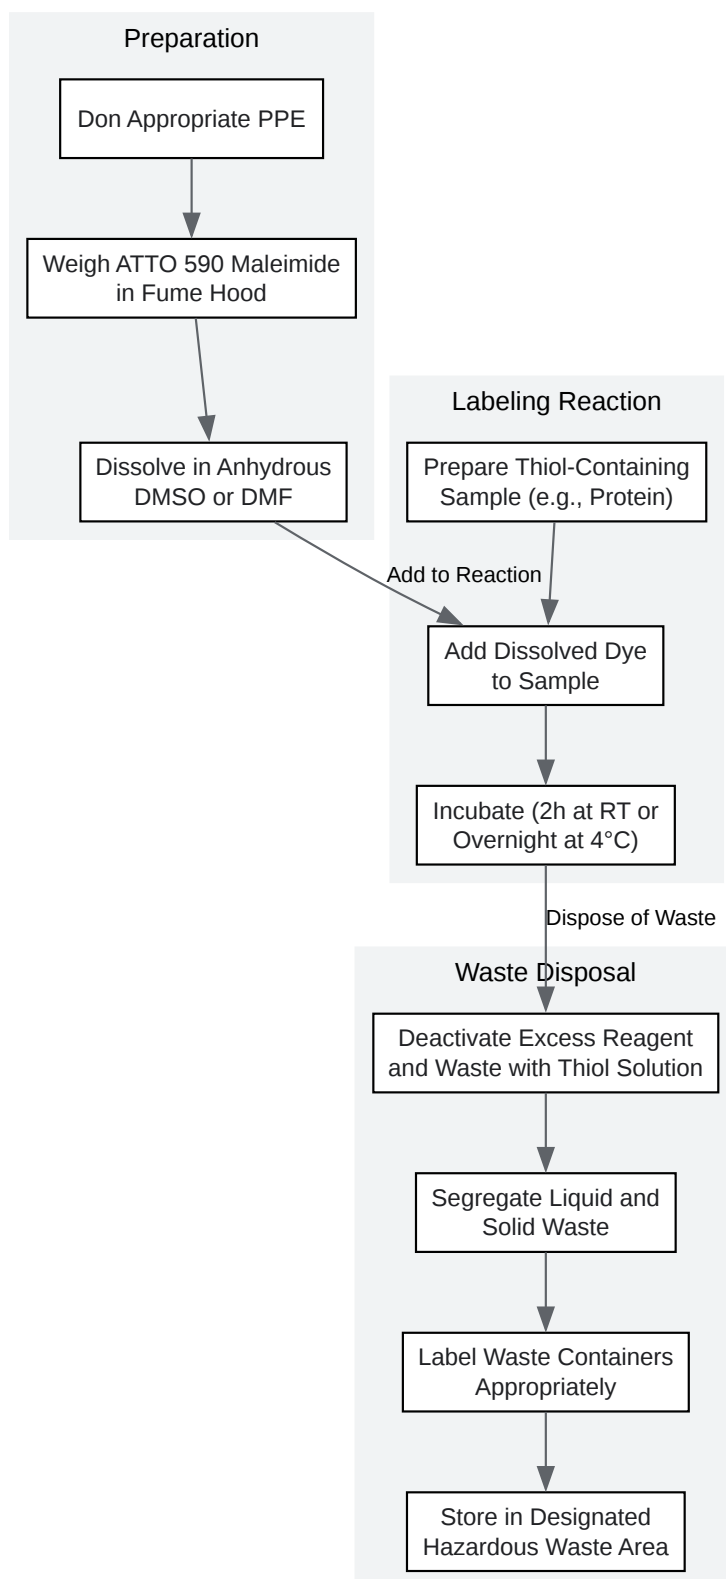 Preparation
Don Appropriate PPE
Weigh ATTO 590 Maleimide
in Fume Hood
Dissolve in Anhydrous
DMSO or DMF
Labeling Reaction
Prepare Thiol-Containing
Sample (e.g., Protein)
Add to Reaction
Add Dissolved Dye
to Sample
Incubate (2h at RT or
Overnight at 4°C)
Dispose of Waste
Waste Disposal
Deactivate Excess Reagent
and Waste with Thiol Solution
Segregate Liquid and
Solid Waste
Label Waste Containers
Appropriately
Store in Designated
Hazardous Waste Area